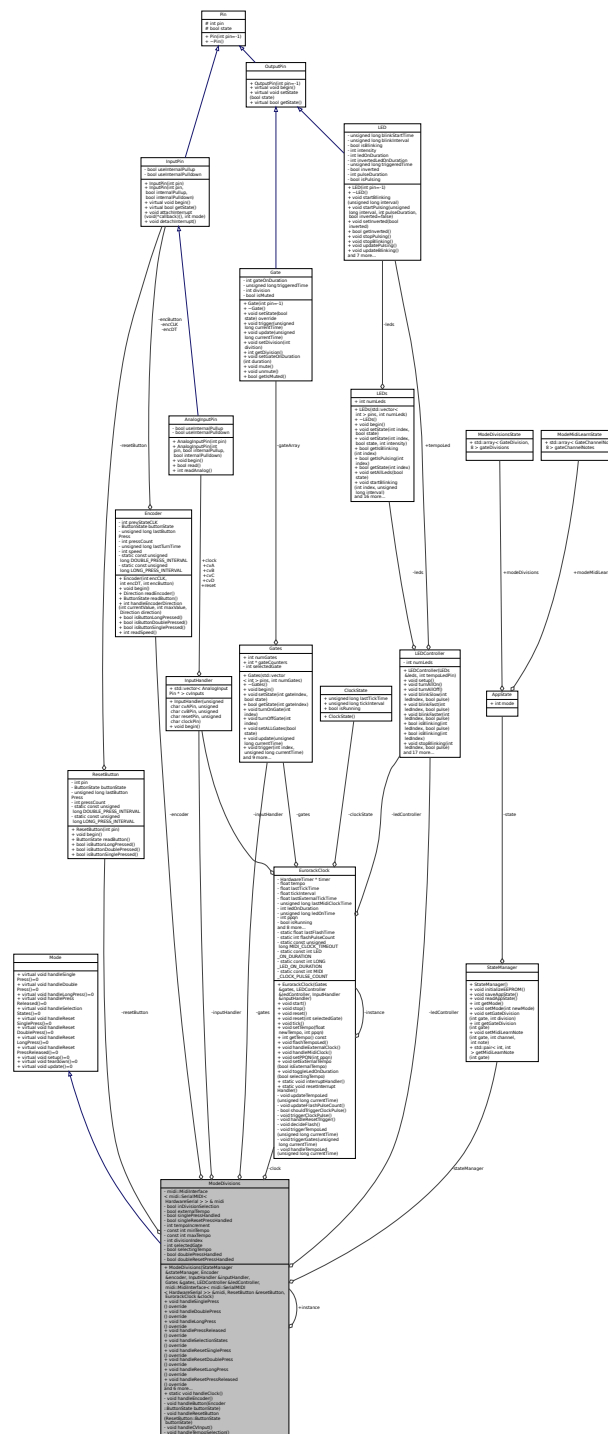 Pin
# int pin
# bool state
+ Pin(int pin=-1)
+ ~Pin()
OutputPin
+ OutputPin(int pin=-1)
+ virtual void begin()
+ virtual void setState
(bool state)
+ virtual bool getState()
LED
- unsigned long blinkStartTime
- unsigned long blinkInterval
- bool isBlinking
- int intensity
- int ledOnDuration
- int invertedLedOnDuration
- unsigned long triggeredTime
- bool inverted
- int pulseDuration
- bool isPulsing
+ LED(int pin=-1)
+ ~LED()
+ void startBlinking
(unsigned long interval)
+ void startPulsing(unsigned
long interval, int pulseDuration,
bool inverted=false)
+ void setInverted(bool
inverted)
+ bool getInverted()
+ void stopPulsing()
+ void stopBlinking()
+ void updatePulsing()
+ void updateBlinking()
and 7 more...
InputPin
- bool useInternalPullup
- bool useInternalPulldown
+ InputPin(int pin)
+ InputPin(int pin,
bool internalPullup,
bool internalPulldown)
+ virtual void begin()
+ virtual bool getState()
+ void attachInterrupt
(void(*callback)(), int mode)
+ void detachInterrupt()
Gate
- int gateOnDuration
- unsigned long triggeredTime
- int division
- bool isMuted
+ Gate(int pin=-1)
+ ~Gate()
+ void setState(bool
state) override
+ void trigger(unsigned
long currentTime)
+ void update(unsigned
long currentTime)
+ void setDivision(int
division)
+ int getDivision()
+ void setGateOnDuration
(int duration)
+ void mute()
+ void unmute()
+ bool getIsMuted()
-encButton
-encCLK
-encDT
-leds
LEDs
+ int numLeds
+ LEDs(std::vector<
int > pins, int numLeds)
+ ~LEDs()
+ void begin()
+ void setState(int index,
bool state)
+ void setState(int index,
bool state, int intensity)
+ bool getIsBlinking
(int index)
+ bool getIsPulsing(int
index)
+ bool getState(int index)
+ void setAllLeds(bool
state)
+ void startBlinking
(int index, unsigned
long interval)
and 16 more...
AnalogInputPin
- bool useInternalPullup
- bool useInternalPulldown
+ AnalogInputPin(int pin)
+ AnalogInputPin(int
pin, bool internalPullup,
bool internalPulldown)
+ void begin()
+ bool read()
+ int readAnalog()
-resetButton
-gateArray
+tempoLed
ModeDivisionsState
+ std::array< GateDivision,
8 > gateDivisions
ModeMidiLearnState
+ std::array< GateChannelNote
8 > gateChannelNotes
Encoder
- int prevStateCLK
- ButtonState buttonState
- unsigned long lastButton
Press
- int pressCount
- unsigned long lastTurnTime
- int speed
- static const unsigned
long DOUBLE_PRESS_INTERVAL
- static const unsigned
long LONG_PRESS_INTERVAL
+ Encoder(int encCLK,
int encDT, int encButton)
+ void begin()
+ Direction readEncoder()
+ ButtonState readButton()
+ int handleEncoderDirection
(int currentValue, int maxValue,
Direction direction)
+ bool isButtonLongPressed()
+ bool isButtonDoublePressed()
+ bool isButtonSinglePressed()
+ int readSpeed()
+clock
+cvA
+cvB
+cvC
+cvD
+reset
-leds
+modeDivisions
+modeMidiLearn
InputHandler
+ std::vector< AnalogInput
Pin * > cvInputs
+ InputHandler(unsigned
char cvAPin, unsigned
char cvBPin, unsigned
char cvCPin, unsigned
char cvDPin, unsigned
char resetPin, unsigned
char clockPin)
+ void begin()
Gates
+ int numGates
+ int * gateCounters
- int selectedGate
+ Gates(std::vector
< int > pins, int numGates)
+ ~Gates()
+ void begin()
+ void setState(int gateIndex, bool
state)
+ bool getState(int gateIndex)
+ void turnOnGate(int
index)
+ void turnOffGate(int
index)
+ void setALLGates(bool
state)
+ void update(unsigned
long currentTime)
+ void trigger(int index,
unsigned long currentTime)
and 9 more...
ClockState
+ unsigned long lastTickTime
+ unsigned long tickInterval
+ bool isRunning
+ ClockState()
LEDController
- int numLeds
+ LEDController(LEDs
&leds, int tempoLedPin)
+ void setup()
+ void turnAllOn()
+ void turnAllOff()
+ void blinkSlow(int
ledIndex, bool pulse)
+ void blinkFast(int
ledIndex, bool pulse)
+ void blinkFaster(int
ledIndex, bool pulse)
+ bool isBlinking(int
ledIndex, bool pulse)
+ bool isBlinking(int
ledIndex)
+ void stopBlinking(int
ledIndex, bool pulse)
and 17 more...
AppState
+ int mode
ResetButton
- int pin
- ButtonState buttonState
- unsigned long lastButton
Press
- int pressCount
- static const unsigned
long DOUBLE_PRESS_INTERVAL
- static const unsigned
long LONG_PRESS_INTERVAL
+ ResetButton(int pin)
+ void begin()
+ ButtonState readButton()
+ bool isButtonLongPressed()
+ bool isButtonDoublePressed()
+ bool isButtonSinglePressed()
-encoder
-inputHandler
-gates
-clockState
-ledController
-state
EurorackClock
- HardwareTimer * timer
- float tempo
- float lastTickTime
- float tickInterval
- float lastExternalTickTime
- unsigned long lastMidiClockTime
- int ledOnDuration
- unsigned long ledOnTime
- int ppqn
- bool isRunning
and 8 more...
- static float lastFlashTime
- static int flashPulseCount
- static const unsigned
long MIDI_CLOCK_TIMEOUT
- static const int LED
_ON_DURATION
- static const int LONG
_LED_ON_DURATION
- static const int MIDI
_CLOCK_PULSE_COUNT
+ EurorackClock(Gates
&gates, LEDController
&ledController, InputHandler
&inputHandler)
+ void start()
+ void stop()
+ void reset()
+ void reset(int selectedGate)
+ void tick()
+ void setTempo(float
newTempo, int ppqn)
+ int getTempo() const
+ void flashTempoLed()
+ void handleExternalClock()
+ void handleMidiClock()
+ void setPPQN(int ppqn)
+ void setExternalTempo
(bool isExternalTempo)
+ void toggleLedOnDuration
(bool selectingTempo)
+ static void interruptHandler()
+ static void resetInterrupt
Handler()
- void updateTempoLed
(unsigned long currentTime)
- void updateFlashPulseCount()
- bool shouldTriggerClockPulse()
- void triggerClockPulse()
- void handleResetTrigger()
- void decideFlash()
- void triggerTempoLed
(unsigned long currentTime)
- void triggerGates(unsigned
long currentTime)
- void handleTempoLed
(unsigned long currentTime)
-instance
Mode
+ virtual void handleSingle
Press()=0
+ virtual void handleDouble
Press()=0
+ virtual void handleLongPress()=0
+ virtual void handlePress
Released()=0
+ virtual void handleSelection
States()=0
+ virtual void handleReset
SinglePress()=0
+ virtual void handleReset
DoublePress()=0
+ virtual void handleReset
LongPress()=0
+ virtual void handleReset
PressReleased()=0
+ virtual void setup()=0
+ virtual void teardown()=0
+ virtual void update()=0
StateManager
+ StateManager()
+ void initializeEEPROM()
+ void saveAppState()
+ void readAppState()
+ int getMode()
+ void setMode(int newMode)
+ void setGateDivision
(int gate, int division)
+ int getGateDivision
(int gate)
+ void setMidiLearnNote
(int gate, int channel,
int note)
+ std::pair< int, int
> getMidiLearnNote
(int gate)
-resetButton
-inputHandler
-gates
-ledController
-clock
-stateManager
ModeDivisions
- midi::MidiInterface
< midi::SerialMIDI<
HardwareSerial > > & midi
- bool inDivisionSelection
- bool externalTempo
- bool singlePressHandled
- bool singleResetPressHandled
- int tempoIncrement
- const int minTempo
- const int maxTempo
- int divisionIndex
- int selectedGate
- bool selectingTempo
- bool doublePressHandled
- bool doubleResetPressHandled
+ ModeDivisions(StateManager
&stateManager, Encoder
&encoder, InputHandler &inputHandler,
Gates &gates, LEDController &ledController,
midi::MidiInterface< midi::SerialMIDI
< HardwareSerial >> &midi, ResetButton &resetButton,
EurorackClock &clock)
+ void handleSinglePress
() override
+ void handleDoublePress
() override
+ void handleLongPress
() override
+ void handlePressReleased
() override
+ void handleSelectionStates
() override
+ void handleResetSinglePress
() override
+ void handleResetDoublePress
() override
+ void handleResetLongPress
() override
+ void handleResetPressReleased
() override
and 6 more...
+ static void handleClock()
- void handleEncoder()
- void handleButton(Encoder
::ButtonState buttonState)
- void handleResetButton
(ResetButton::ButtonState
buttonState)
- void handleCVInput()
- void handleTempoSelection()
+instance